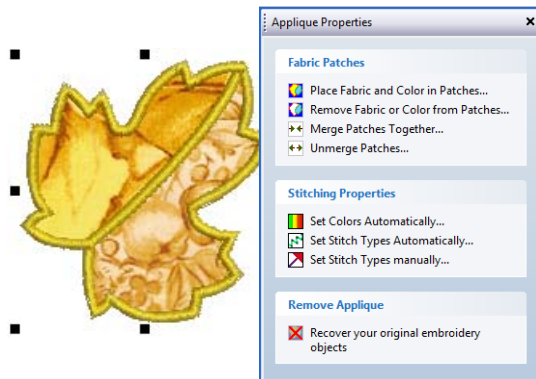 Applique Properties
Fabric Patches
Place Fabric and Color in Patches...
Remove Fabric or Color from Patches...
Merge Patches Together...
Unmerge Patches...
Stitching Properties
Set Colors Automatically...
Set Stitch Types Automatically...
Set Stitch Types manually...
Remove Applique
Recover your original embroidery
objects